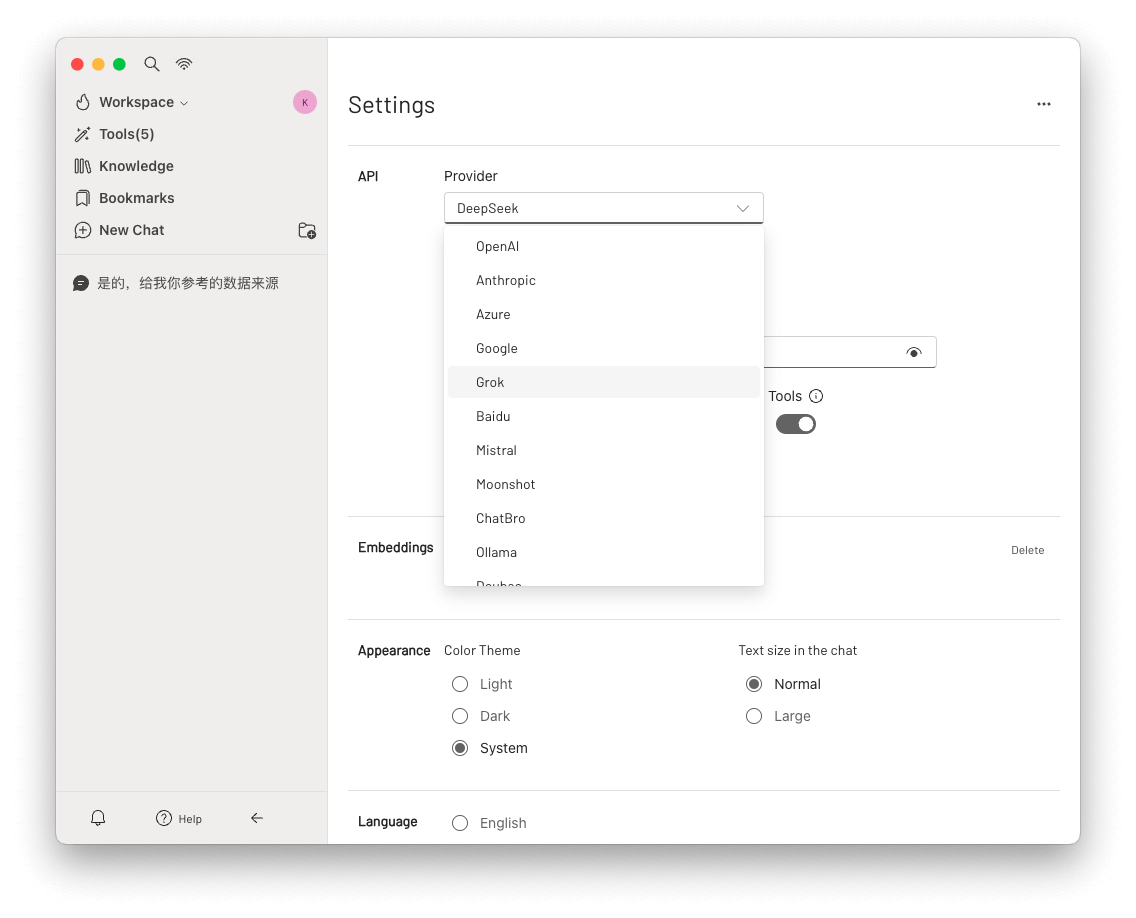 Workspace
K
Tools(5)
Knowledge
Bookmarks
New Chat
是的，给我你参考的数据来源
Help
Settings
API
Provider
DeepSeek
OpenAI
Anthropic
Azure
Google
Grok
Baidu
Mistral
Moonshot
ChatBro
Ollama
Tools
Embeddings
Delete
Appearance
Color Theme
Light
Dark
System
Text size in the chat
Normal
Large
Language
English